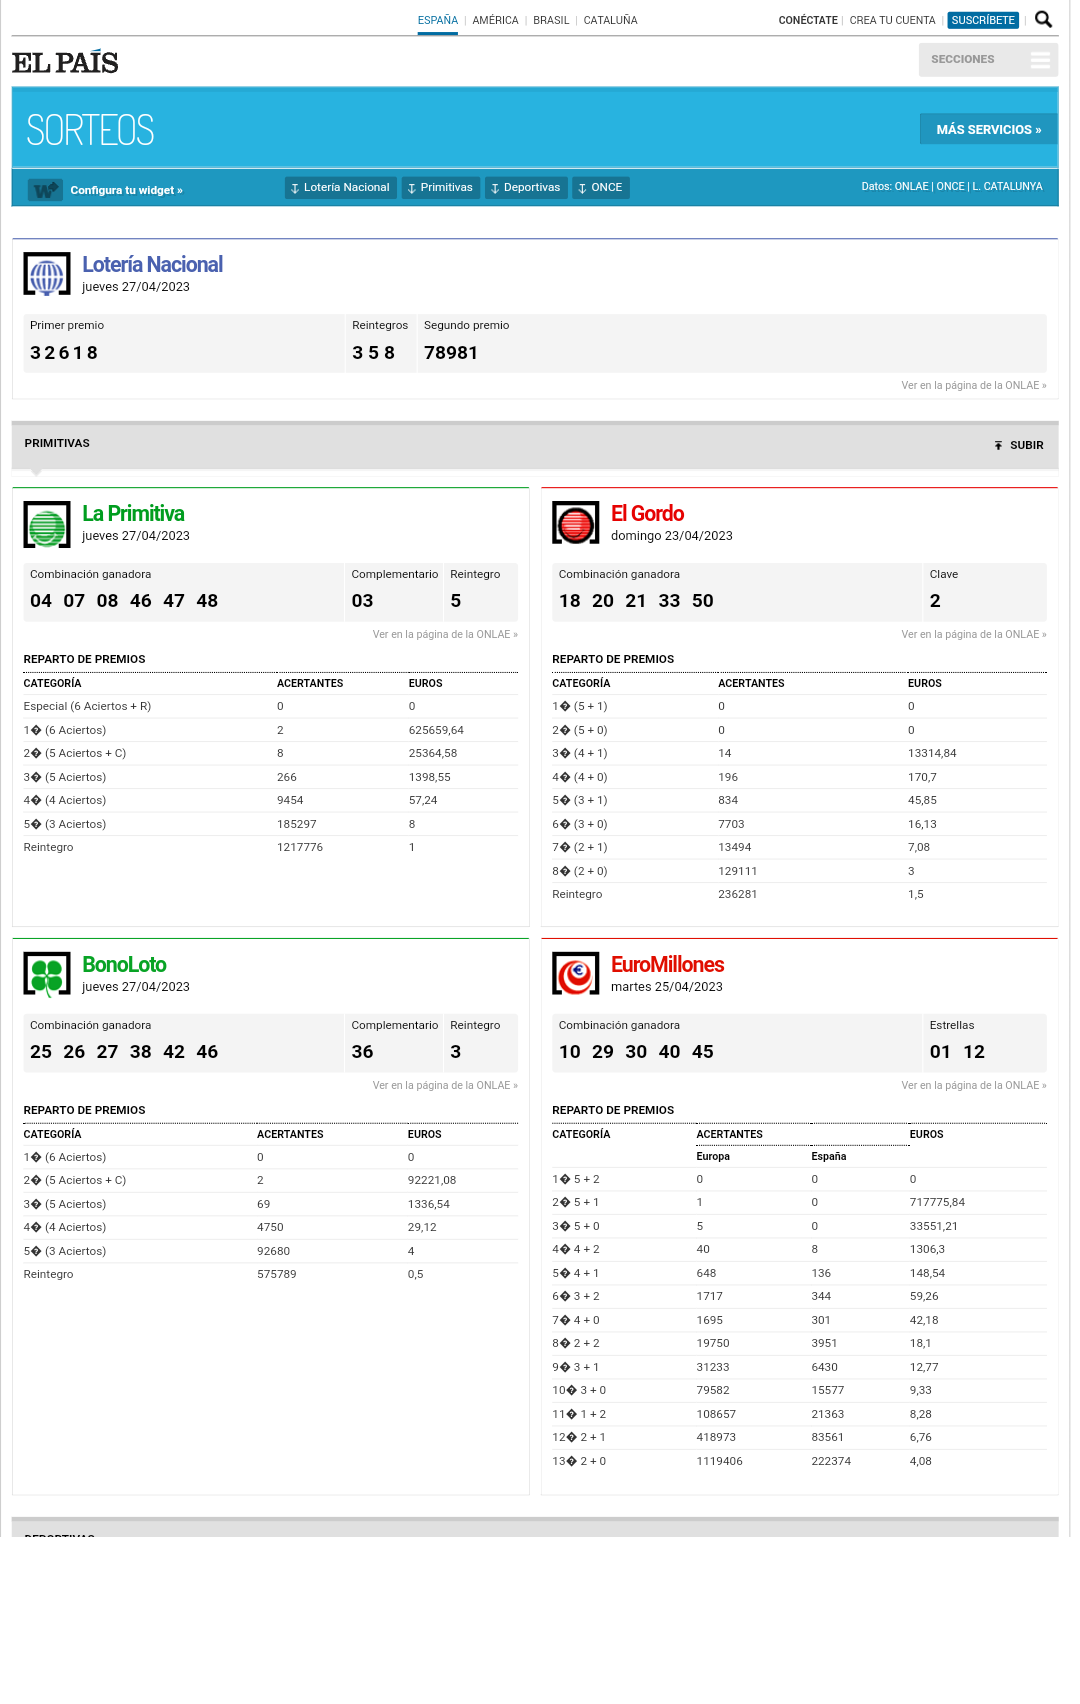 ESPAÑA | AMÉRICA | BRASIL | CATALUÑA CONÉCTATE | CREA TU CUENTA | SUSCRÍBETE |
EL PAÍS
SECCIONES
SORTEOS
MÁS SERVICIOS »
W+ Configura tu widget » Lotería Nacional Primitivas Deportivas ONCE Datos: ONLAE | ONCE | L. CATALUNYA
Lotería Nacional
jueves 27/04/2023
Primer premio Reintegros Segundo premio
3 2 6 1 8 3 5 8 78981
Ver en la página de la ONLAE »
PRIMITIVAS SUBIR
La Primitiva
jueves 27/04/2023
Combinación ganadora Complementario Reintegro
04 07 08 46 47 48 03 5
Ver en la página de la ONLAE »
REPARTO DE PREMIOS
CATEGORÍA ACERTANTES EUROS
Especial (6 Aciertos + R) 0 0
1� (6 Aciertos) 2 625659,64
2� (5 Aciertos + C) 8 25364,58
3� (5 Aciertos) 266 1398,55
4� (4 Aciertos) 9454 57,24
5� (3 Aciertos) 185297 8
Reintegro 1217776 1
El Gordo
domingo 23/04/2023
Combinación ganadora Clave
18 20 21 33 50 2
Ver en la página de la ONLAE »
REPARTO DE PREMIOS
CATEGORÍA ACERTANTES EUROS
1� (5 + 1) 0 0
2� (5 + 0) 0 0
3� (4 + 1) 14 13314,84
4� (4 + 0) 196 170,7
5� (3 + 1) 834 45,85
6� (3 + 0) 7703 16,13
7� (2 + 1) 13494 7,08
8� (2 + 0) 129111 3
Reintegro 236281 1,5
BonoLoto
jueves 27/04/2023
Combinación ganadora Complementario Reintegro
25 26 27 38 42 46 36 3
Ver en la página de la ONLAE »
REPARTO DE PREMIOS
CATEGORÍA ACERTANTES EUROS
1� (6 Aciertos) 0 0
2� (5 Aciertos + C) 2 92221,08
3� (5 Aciertos) 69 1336,54
4� (4 Aciertos) 4750 29,12
5� (3 Aciertos) 92680 4
Reintegro 575789 0,5
EuroMillones
martes 25/04/2023
Combinación ganadora Estrellas
10 29 30 40 45 01 12
Ver en la página de la ONLAE »
REPARTO DE PREMIOS
CATEGORÍA ACERTANTES EUROS
Europa España
1� 5 + 2 0 0 0
2� 5 + 1 1 0 717775,84
3� 5 + 0 5 0 33551,21
4� 4 + 2 40 8 1306,3
5� 4 + 1 648 136 148,54
6� 3 + 2 1717 344 59,26
7� 4 + 0 1695 301 42,18
8� 2 + 2 19750 3951 18,1
9� 3 + 1 31233 6430 12,77
10� 3 + 0 79582 15577 9,33
11� 1 + 2 108657 21363 8,28
12� 2 + 1 418973 83561 6,76
13� 2 + 0 1119406 222374 4,08